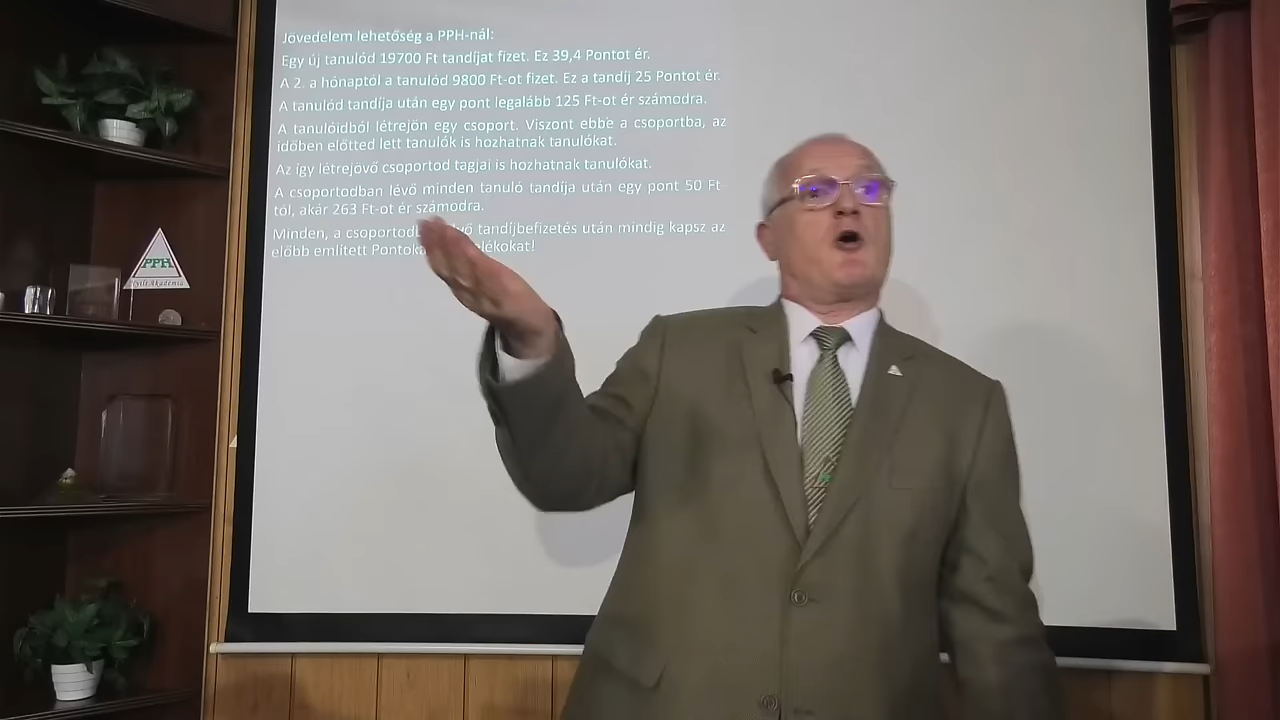 Jövedelem lehetőség a PPH-nál:
Egy új tanulód 19700 Ft tandíjat fizet. Ez 39,4 Pontot ér.
A 2. a hónaptól a tanulód 9800 Ft-ot fizet. Ez a tandíj 25 Pontot ér.
A tanulód tandíja után egy pont legalább 125 Ft-ot ér számodra.
A tanulóidból létrejön egy csoport. Viszont ebbe a csoportba, az
időben előtted lett tanulók is hozhatnak tanulókat.
Az így létrejövő csoportod tagjai is hozhatnak tanulókat.
A csoportodban lévő minden tanuló tandíja után egy pont 50 Ft-
tól, akár 263 Ft-ot ér számodra.
Minden, a tandíjbefizetés után mindig kapsz az
előbb említett
PPH
Nyílt Akadémia